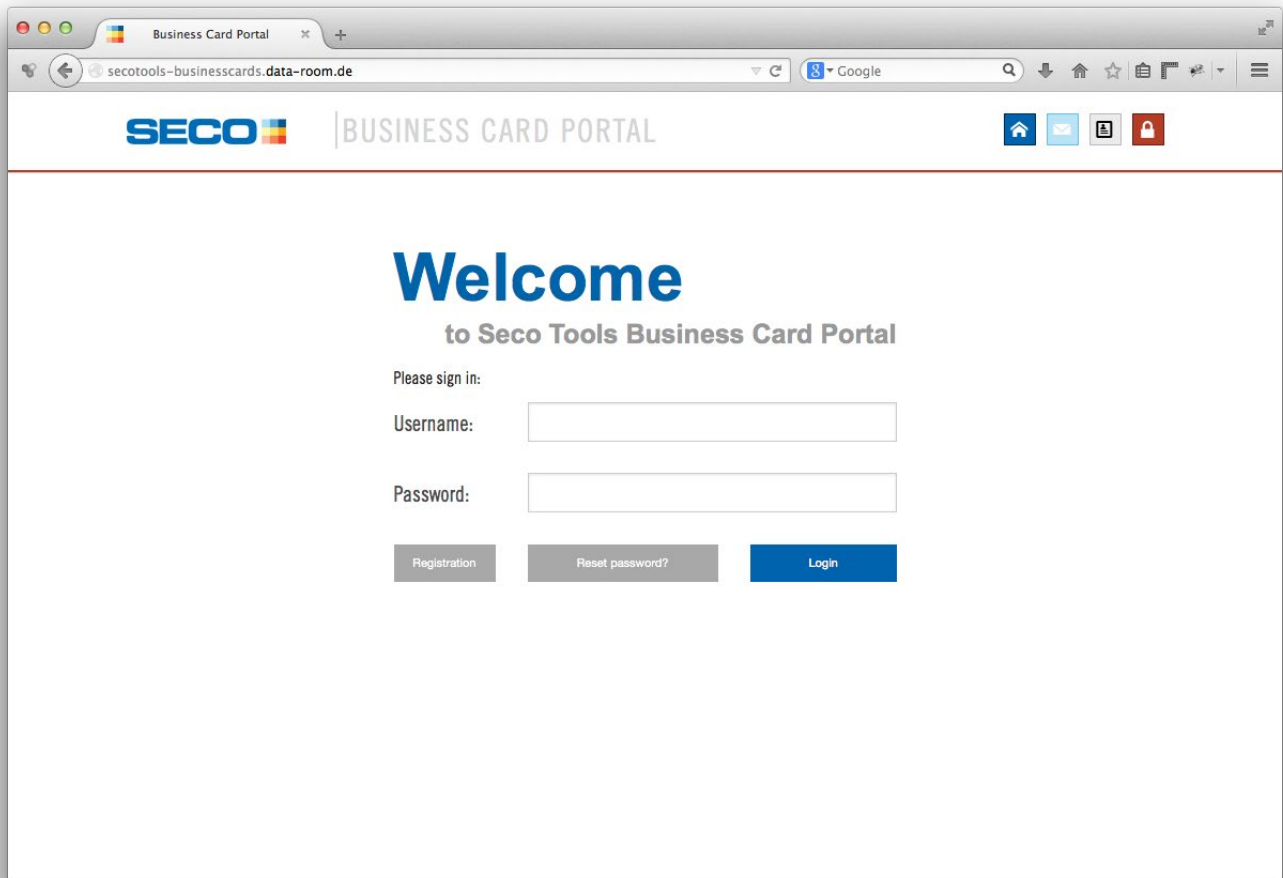 Business Card Portal
secotools-businesscards.data-room.de
Google
SECO
BUSINESS CARD PORTAL
Welcome
to Seco Tools Business Card Portal
Please sign in:
Username:
Password:
Registration
Reset password?
Login